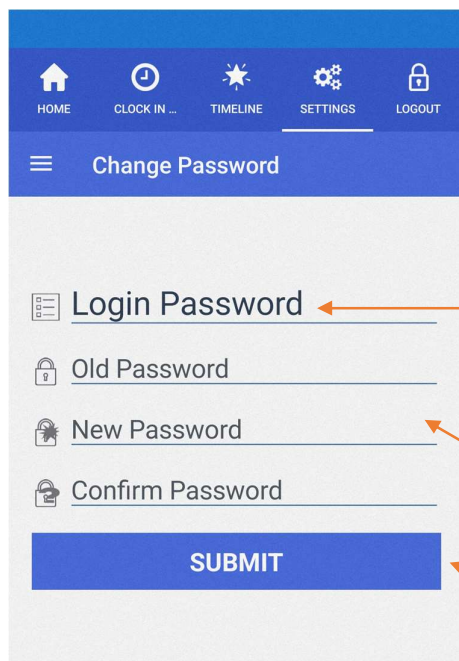 HOME CLOCK IN ... TIMELINE SETTINGS LOGOUT
Change Password
Login Password
Old Password
New Password
Confirm Password
SUBMIT